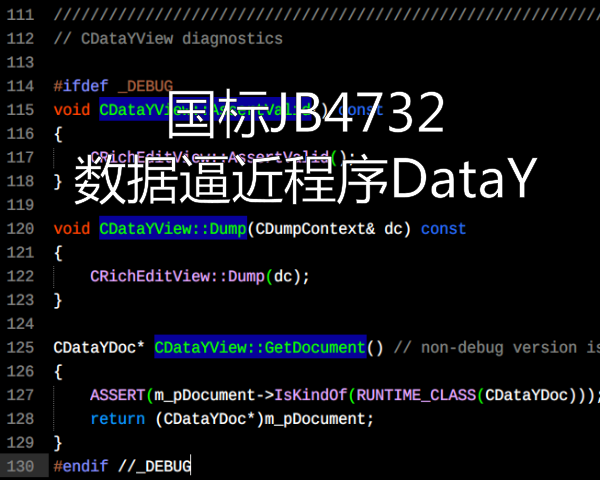 111 ////////////////////////////////////////////////////////////
112 // CDataYView diagnostics
113
114 #ifdef _DEBUG
115 void CDataYView::AssertValid() const
国标JB4732
116 {
117 CRichEditView::AssertValid();
数据逼近程序DataY
118 }
119
120 void CDataYView::Dump(CDumpContext& dc) const
121 {
122 CRichEditView::Dump(dc);
123 }
124
125 CDataYDoc* CDataYView::GetDocument() // non-debug version is
126 {
127 ASSERT(m_pDocument->IsKindOf(RUNTIME_CLASS(CDataYDoc)));
128 return (CDataYDoc*)m_pDocument;
129 }
130 #endif //_DEBUG